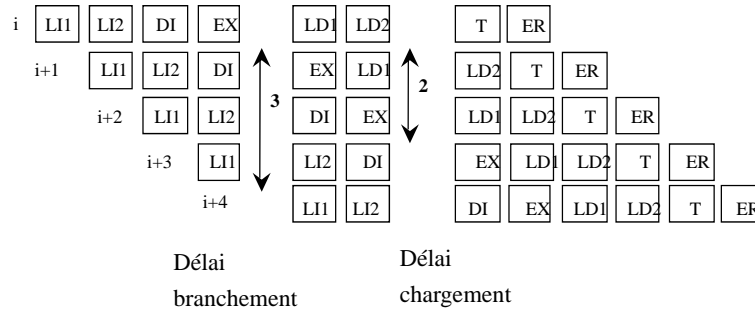 i LI1 LI2 DI EX LD1 LD2 T ER
i+1 LI1 LI2 DI EX LD1 LD2 T ER
3 2
i+2 LI1 LI2 DI EX LD1 LD2 T ER
i+3 LI1 LI2 DI EX LD1 LD2 T ER
i+4 LI1 LI2 DI EX LD1 LD2 T ER
Délai Délai
branchement chargement